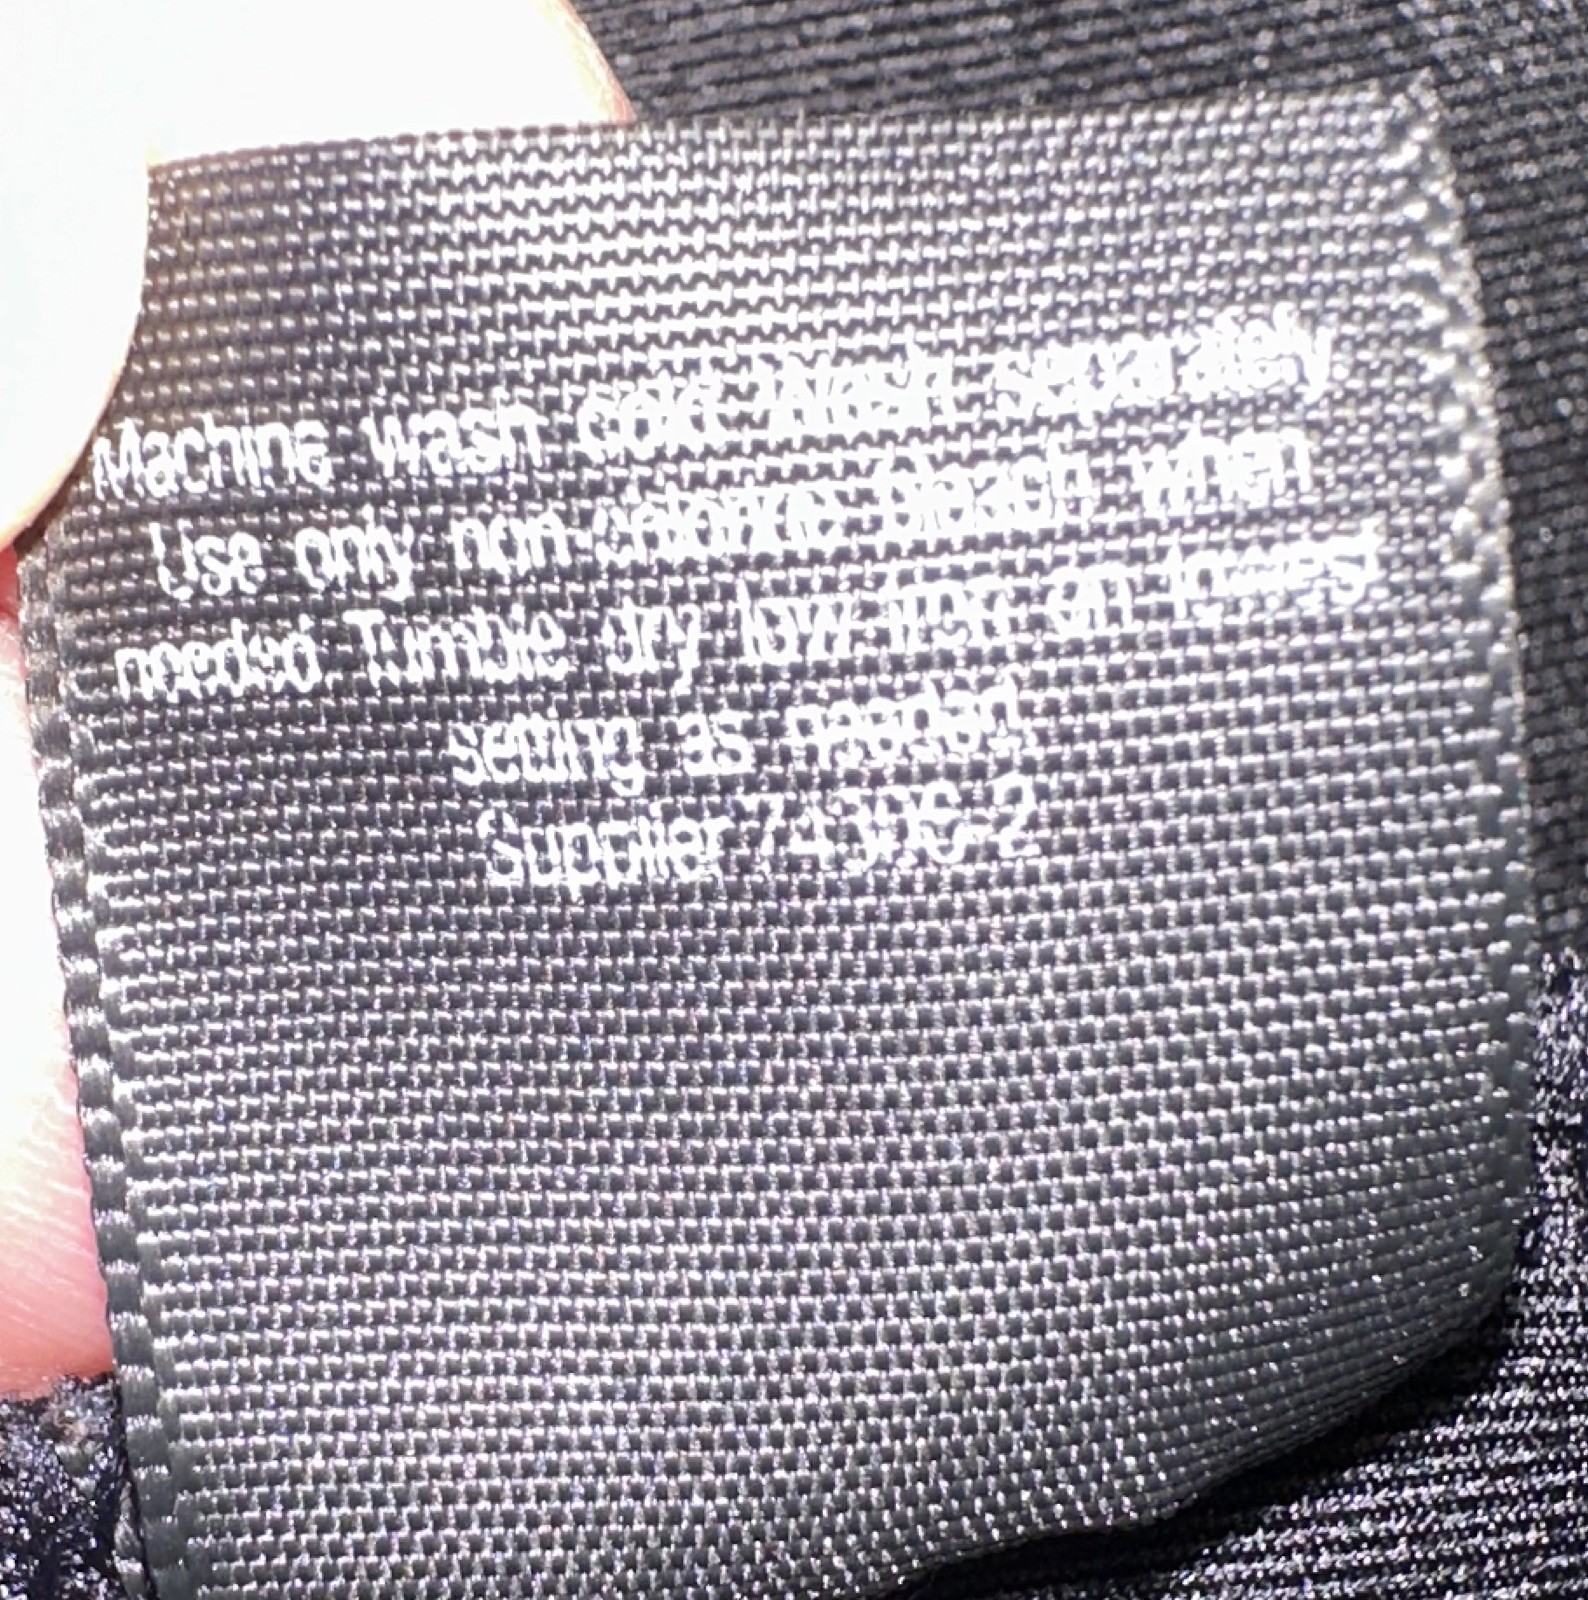 Machine wash cold Wash separately.
Use only non-chlorine bleach when
needed Tumble dry low Iron on lowest
setting as needed.
Supplier